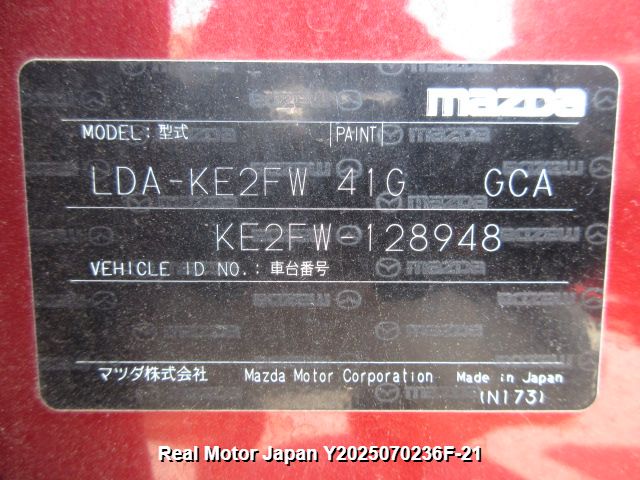 mazda
MODEL: 型式 PAINT
LDA-KE2FW 41G GCA
KE2FW-128948
VEHICLE ID NO.: 車台番号
マツダ株式会社 Mazda Motor Corporation Made in Japan
(N173)
Real Motor Japan Y2025070236F-21